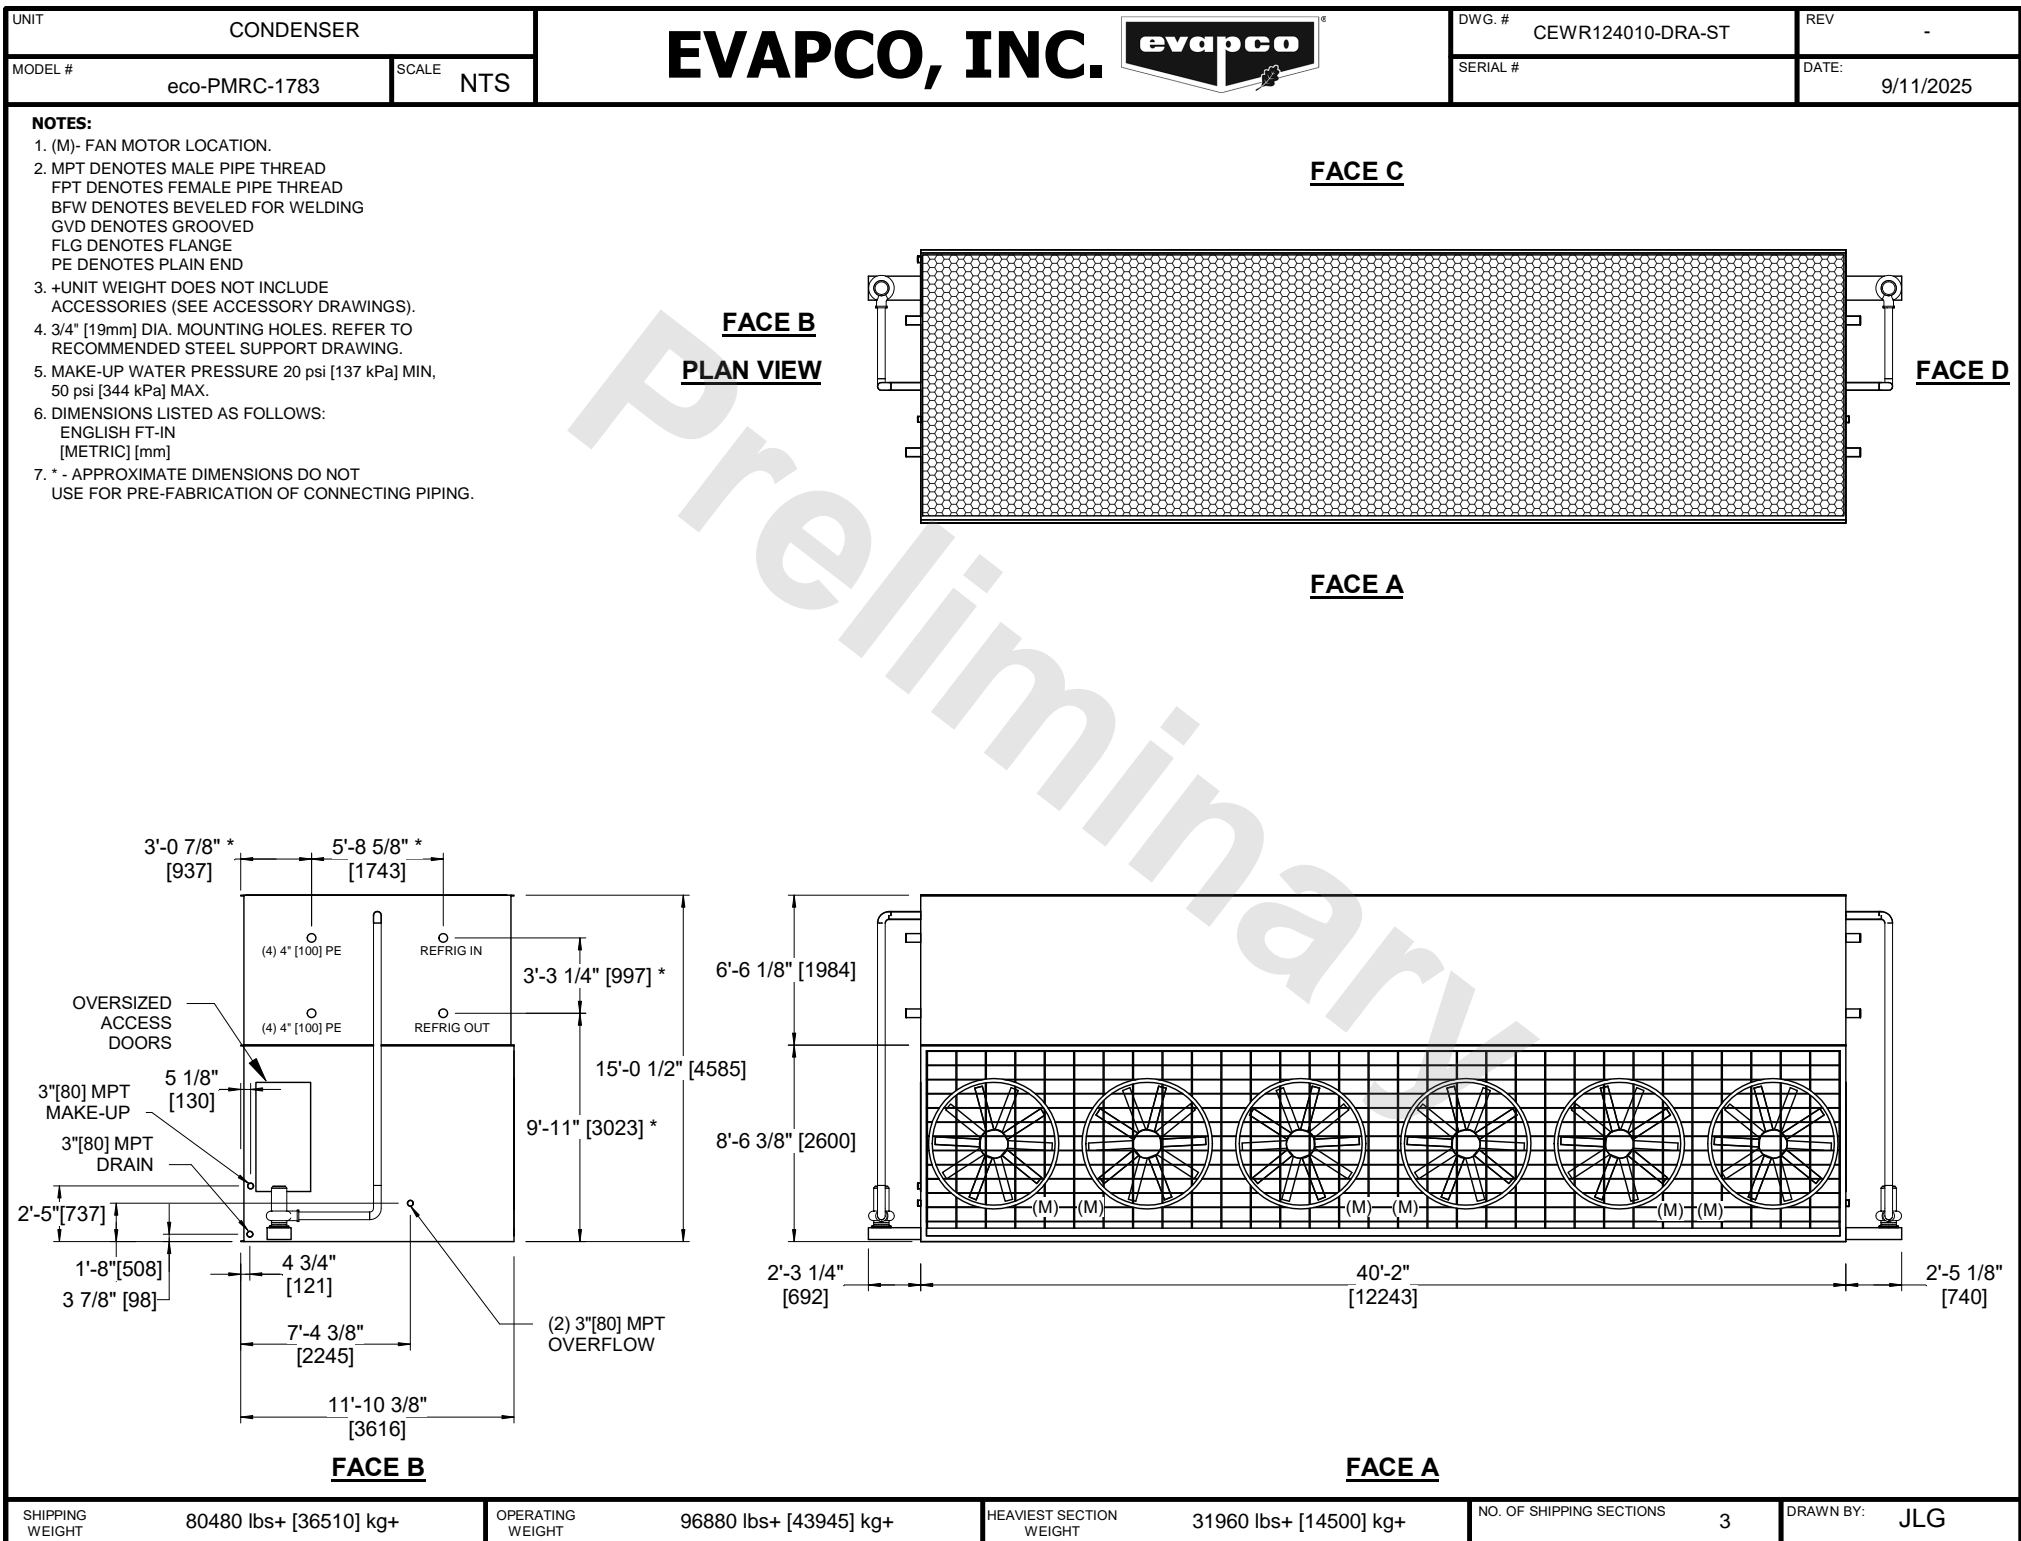 UNIT
CONDENSER
MODEL #
eco-PMRC-1783
SCALE
NTS
EVAPCO, INC.
evapco
®
DWG. #
CEWR124010-DRA-ST
REV
-
SERIAL #
DATE:
9/11/2025
NOTES:
1. (M)- FAN MOTOR LOCATION.
2. MPT DENOTES MALE PIPE THREAD
FPT DENOTES FEMALE PIPE THREAD
BFW DENOTES BEVELED FOR WELDING
GVD DENOTES GROOVED
FLG DENOTES FLANGE
PE DENOTES PLAIN END
3. +UNIT WEIGHT DOES NOT INCLUDE
ACCESSORIES (SEE ACCESSORY DRAWINGS).
4. 3/4" [19mm] DIA. MOUNTING HOLES. REFER TO
RECOMMENDED STEEL SUPPORT DRAWING.
5. MAKE-UP WATER PRESSURE 20 psi [137 kPa] MIN,
50 psi [344 kPa] MAX.
6. DIMENSIONS LISTED AS FOLLOWS:
ENGLISH FT-IN
[METRIC] [mm]
7. * - APPROXIMATE DIMENSIONS DO NOT
USE FOR PRE-FABRICATION OF CONNECTING PIPING.
FACE C
FACE B
PLAN VIEW
FACE D
FACE A
Preliminary
3'-0 7/8" *
[937]
5'-8 5/8" *
[1743]
(4) 4" [100] PE
REFRIG IN
3'-3 1/4" [997] *
(4) 4" [100] PE
REFRIG OUT
OVERSIZED
ACCESS
DOORS
15'-0 1/2" [4585]
5 1/8"
[130]
3"[80] MPT
MAKE-UP
3"[80] MPT
DRAIN
9'-11" [3023] *
2'-5"[737]
1'-8"[508]
3 7/8" [98]
4 3/4"
[121]
7'-4 3/8"
[2245]
(2) 3"[80] MPT
OVERFLOW
11'-10 3/8"
[3616]
FACE B
6'-6 1/8" [1984]
8'-6 3/8" [2600]
(M) (M) (M) (M) (M) (M)
2'-3 1/4"
[692]
40'-2"
[12243]
2'-5 1/8"
[740]
FACE A
SHIPPING
WEIGHT
80480 lbs+ [36510] kg+
OPERATING
WEIGHT
96880 lbs+ [43945] kg+
HEAVIEST SECTION
WEIGHT
31960 lbs+ [14500] kg+
NO. OF SHIPPING SECTIONS
3
DRAWN BY:
JLG